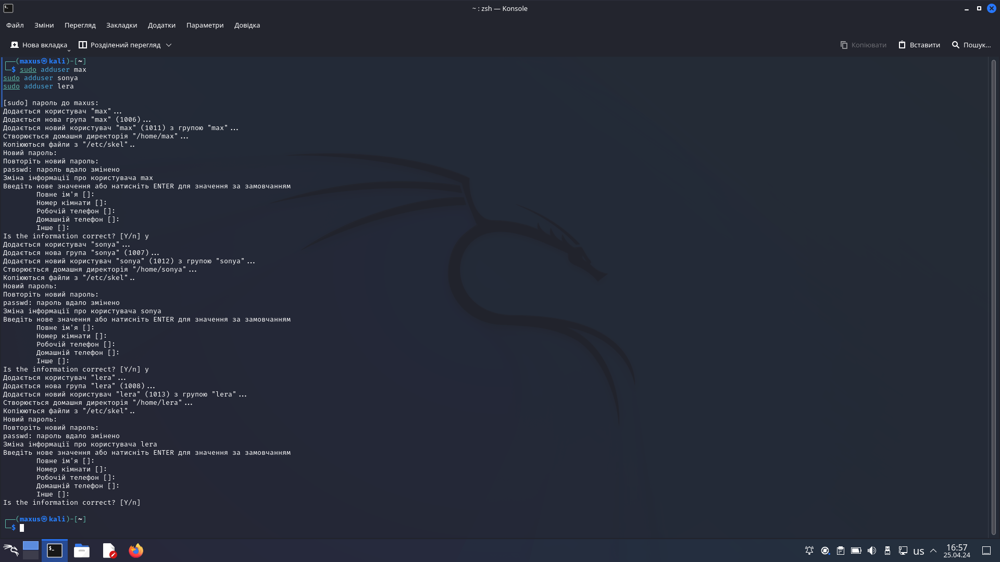 ~ : zsh — Konsole
Файл Зміни Перегляд Закладки Додатки Параметри Довідка
Нова вкладка Розділений перегляд Копіювати Вставити Пошук...
┌──(maxus㉿kali)-[~]
└─$ sudo adduser max
sudo adduser sonya
sudo adduser lera
[sudo] пароль до maxus:
Додається користувач "max"...
Додається нова група "max" (1006)...
Додається новий користувач "max" (1011) з групою "max"...
Створюється домашня директорія "/home/max"...
Копіюються файли з "/etc/skel"..
Новий пароль:
Повторіть новий пароль:
passwd: пароль вдало змінено
Зміна інформації про користувача max
Введіть нове значення або натисніть ENTER для значення за замовчанням
Повне ім'я []:
Номер кімнати []:
Робочій телефон []:
Домашній телефон []:
Інше []:
Is the information correct? [Y/n] y
Додається користувач "sonya"...
Додається нова група "sonya" (1007)...
Додається новий користувач "sonya" (1012) з групою "sonya"...
Створюється домашня директорія "/home/sonya"...
Копіюються файли з "/etc/skel"..
Новий пароль:
Повторіть новий пароль:
passwd: пароль вдало змінено
Зміна інформації про користувача sonya
Введіть нове значення або натисніть ENTER для значення за замовчанням
Повне ім'я []:
Номер кімнати []:
Робочій телефон []:
Домашній телефон []:
Інше []:
Is the information correct? [Y/n] y
Додається користувач "lera"...
Додається нова група "lera" (1008)...
Додається новий користувач "lera" (1013) з групою "lera"...
Створюється домашня директорія "/home/lera"...
Копіюються файли з "/etc/skel"..
Новий пароль:
Повторіть новий пароль:
passwd: пароль вдало змінено
Зміна інформації про користувача lera
Введіть нове значення або натисніть ENTER для значення за замовчанням
Повне ім'я []:
Номер кімнати []:
Робочій телефон []:
Домашній телефон []:
Інше []:
Is the information correct? [Y/n]
┌──(maxus㉿kali)-[~]
└─$
us 16:57
25.04.24